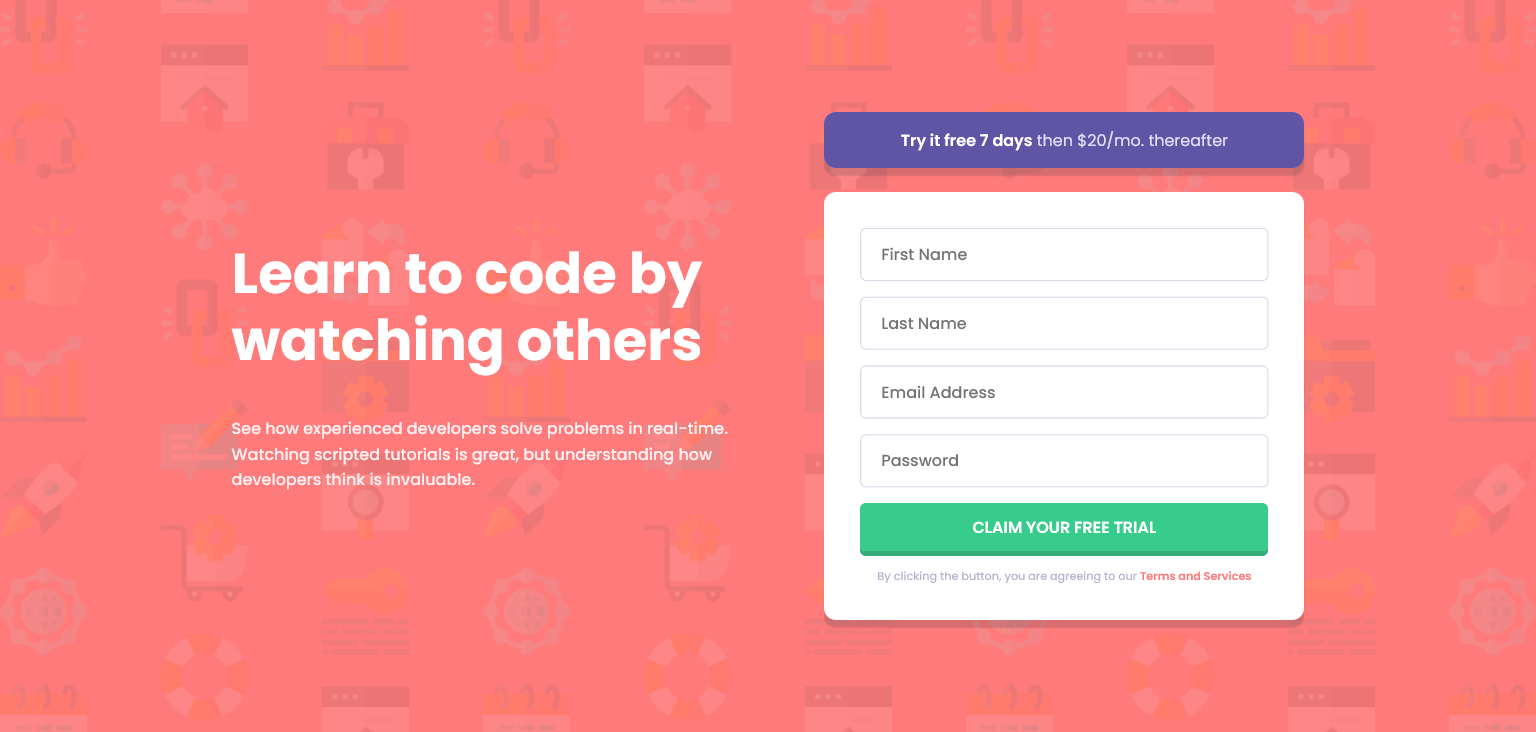 Learn to code by
watching others
See how experienced developers solve problems in real-time.
Watching scripted tutorials is great, but understanding how
developers think is invaluable.
Try it free 7 days then $20/mo. thereafter
First Name
Last Name
Email Address
Password
CLAIM YOUR FREE TRIAL
By clicking the button, you are agreeing to our Terms and Services